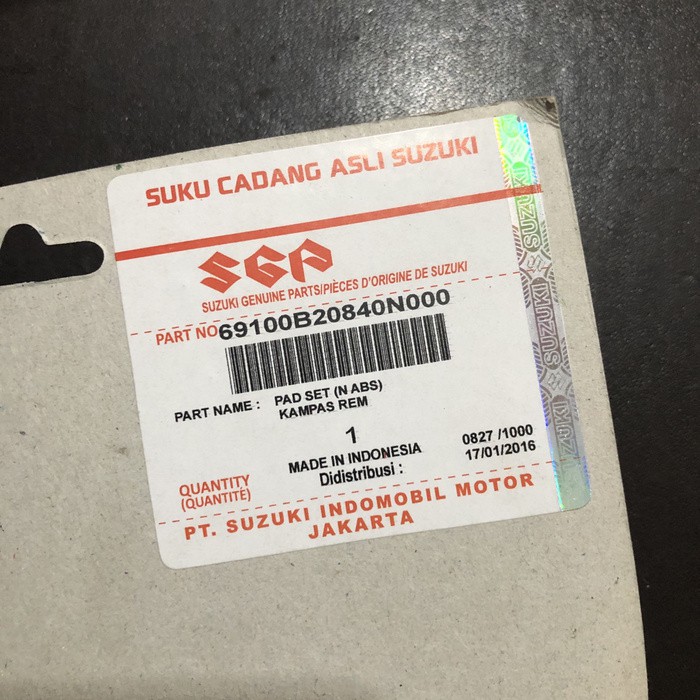 SUKU CADANG ASLI SUZUKI
SGP
SUZUKI GENUINE PARTS/PIÈCES D'ORIGINE DE SUZUKI
PART NO 69100B20840N000
PART NAME : PAD SET (N ABS)
KAMPAS REM
1
MADE IN INDONESIA 0827 /1000
Didistribusi : 17/01/2016
QUANTITY
(QUANTITÉ)
PT. SUZUKI INDOMOBIL MOTOR
JAKARTA
SUZUKI
SUZUKI
UZUKI